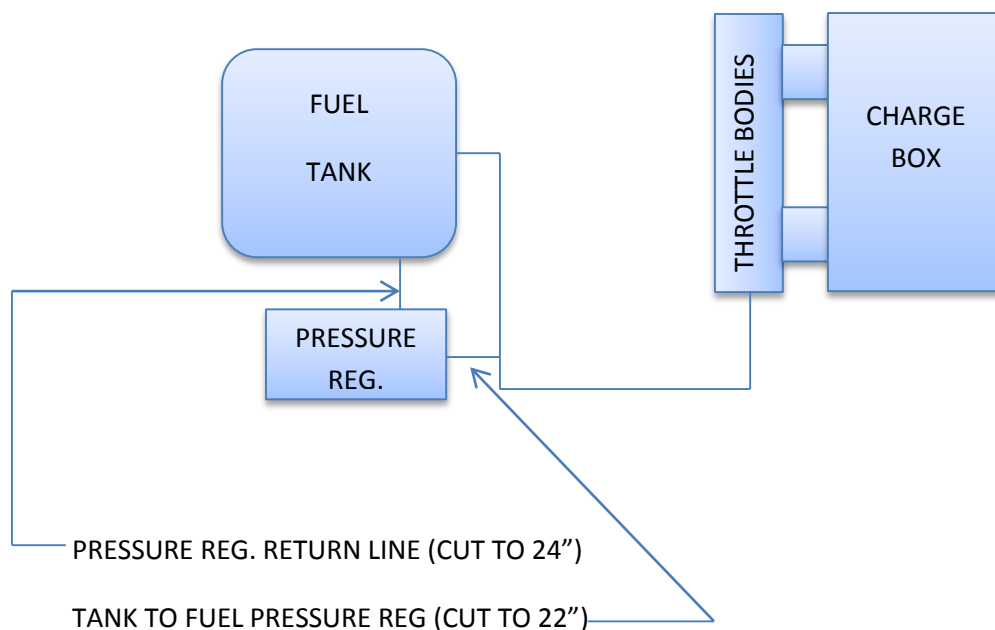 FUEL
TANK
THROTTLE BODIES
CHARGE
BOX
PRESSURE
REG.
PRESSURE REG. RETURN LINE (CUT TO 24”)
TANK TO FUEL PRESSURE REG (CUT TO 22”)